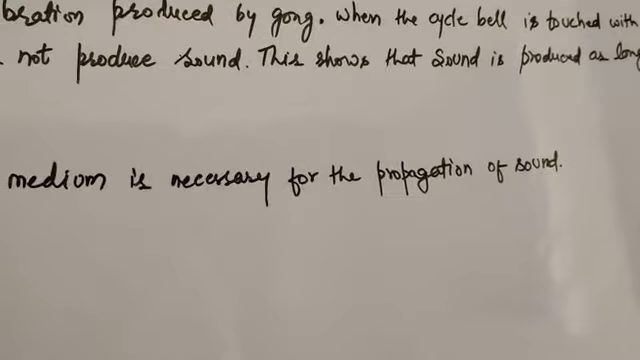 bration produced by gong. When the cycle bell is touched with
not produce sound. This shows that Sound is produced as long
medium is necessary for the propagation of sound.